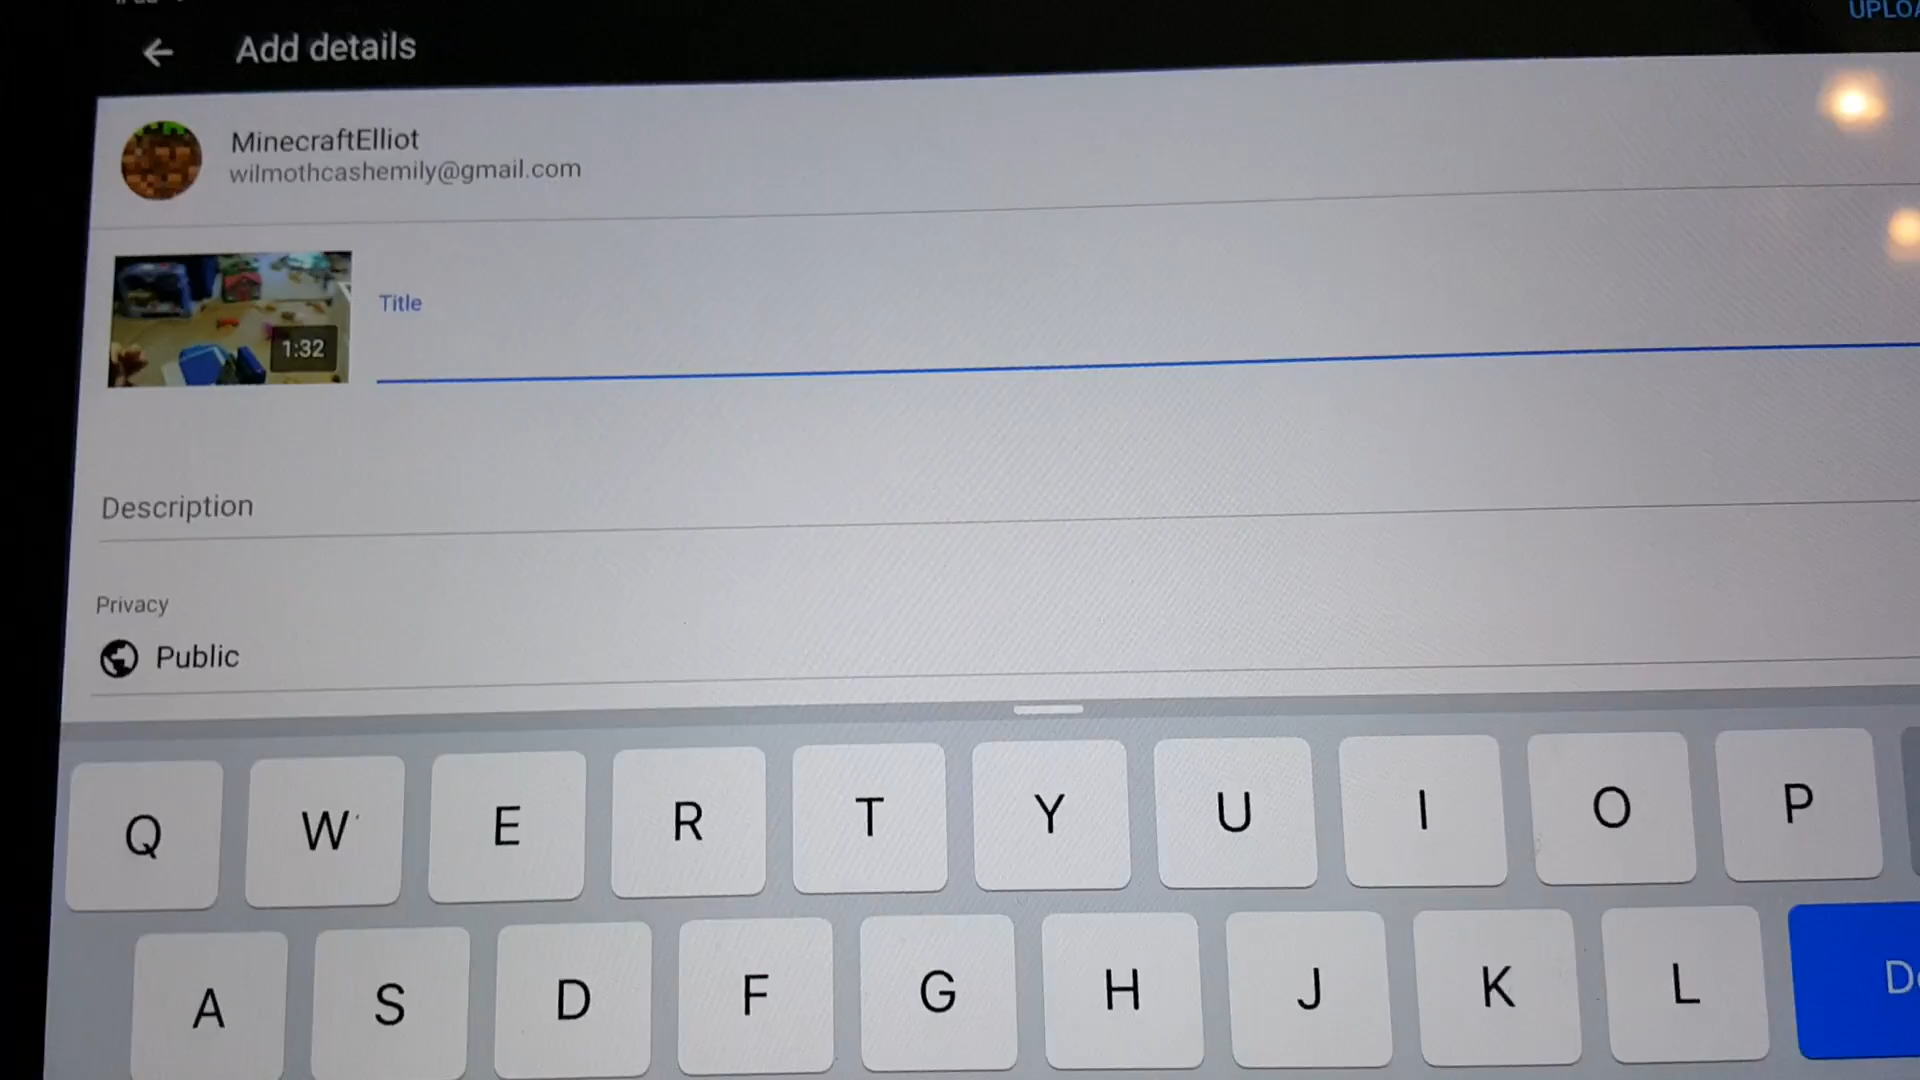 UPLOA
Add details
MinecraftElliot
wilmothcashemily@gmail.com
1:32
Title
Description
Privacy
Public
Q W E R T Y U I O P
A S D F G H J K L